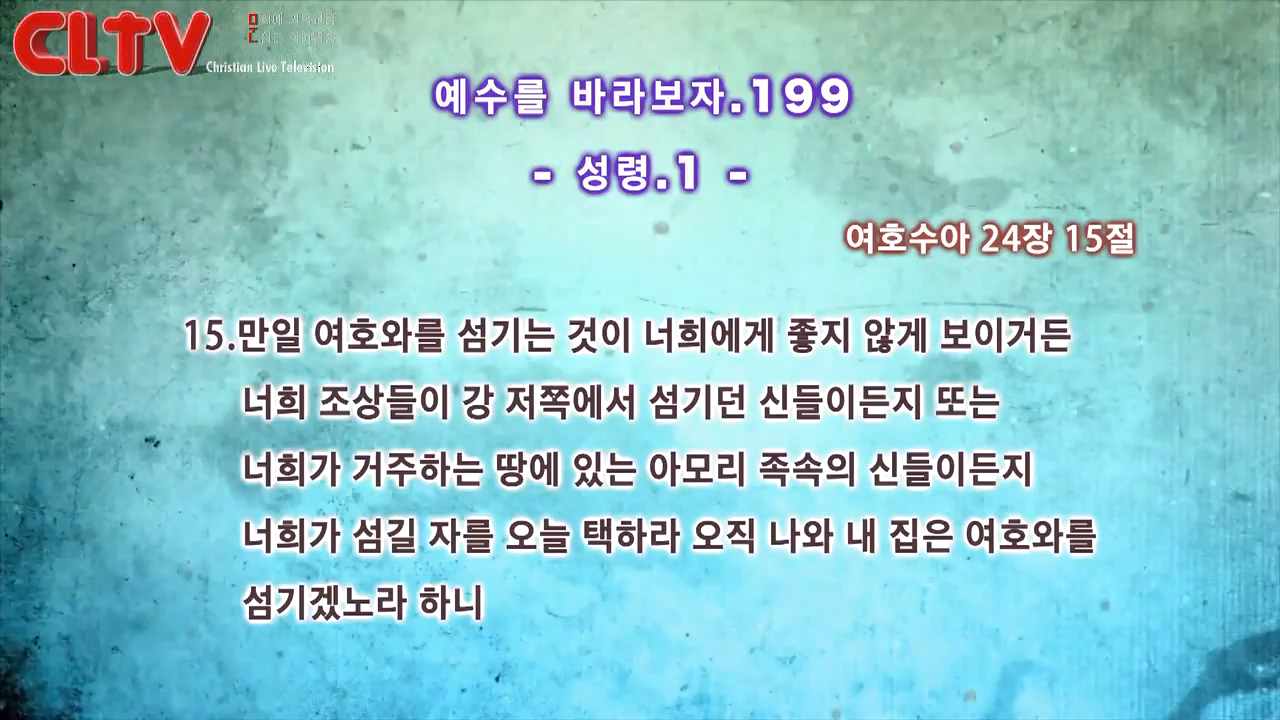 CLTV
Christian Live Television
예수를 바라보자.199
- 성령.1 -
여호수아 24장 15절
15.만일 여호와를 섬기는 것이 너희에게 좋지 않게 보이거든
너희 조상들이 강 저쪽에서 섬기던 신들이든지 또는
너희가 거주하는 땅에 있는 아모리 족속의 신들이든지
너희가 섬길 자를 오늘 택하라 오직 나와 내 집은 여호와를
섬기겠노라 하니